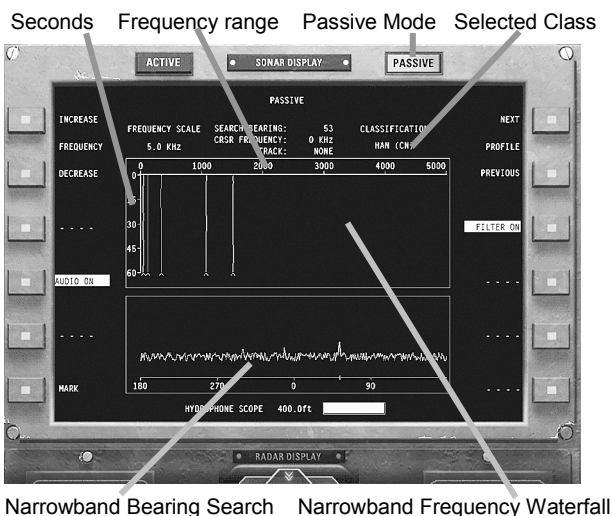 Seconds Frequency range Passive Mode Selected Class
ACTIVE SONAR DISPLAY PASSIVE
PASSIVE
INCREASE NEXT
FREQUENCY SCALE SEARCH BEARING: 53 CLASSIFICATION
CRSR FREQUENCY: 0 KHz
FREQUENCY 5.0 KHz TRACK: NONE HAN (CN) PROFILE
0 1000 2000 3000 4000 5000
DECREASE PREVIOUS
0
15
30
- - - - FILTER ON
45
60
AUDIO ON - - - -
- - - - - - - -
180 270 0 90
MARK - - - -
HYDROPHONE SCOPE 400.0ft
RADAR DISPLAY
Narrowband Bearing Search Narrowband Frequency Waterfall